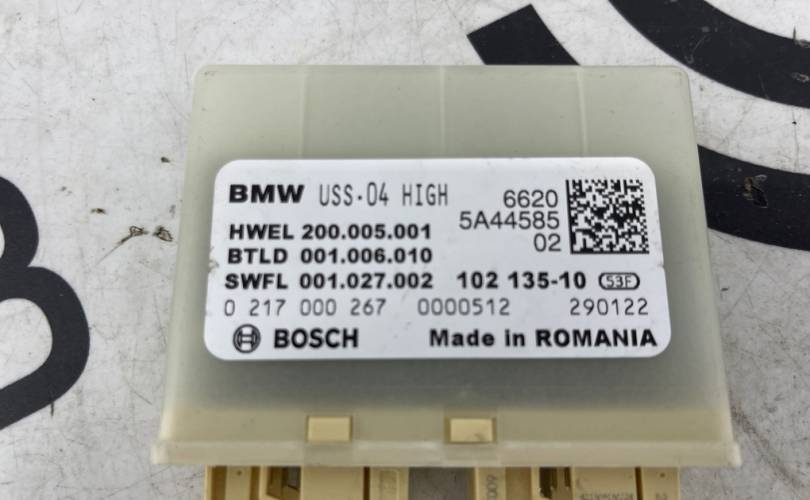 BMW USS-04 HIGH 6620
5A44585
HWEL 200.005.001 02
BTLD 001.006.010
SWFL 001.027.002 102 135-10 S3F
0 217 000 267 0000512 290122
BOSCH Made in ROMANIA